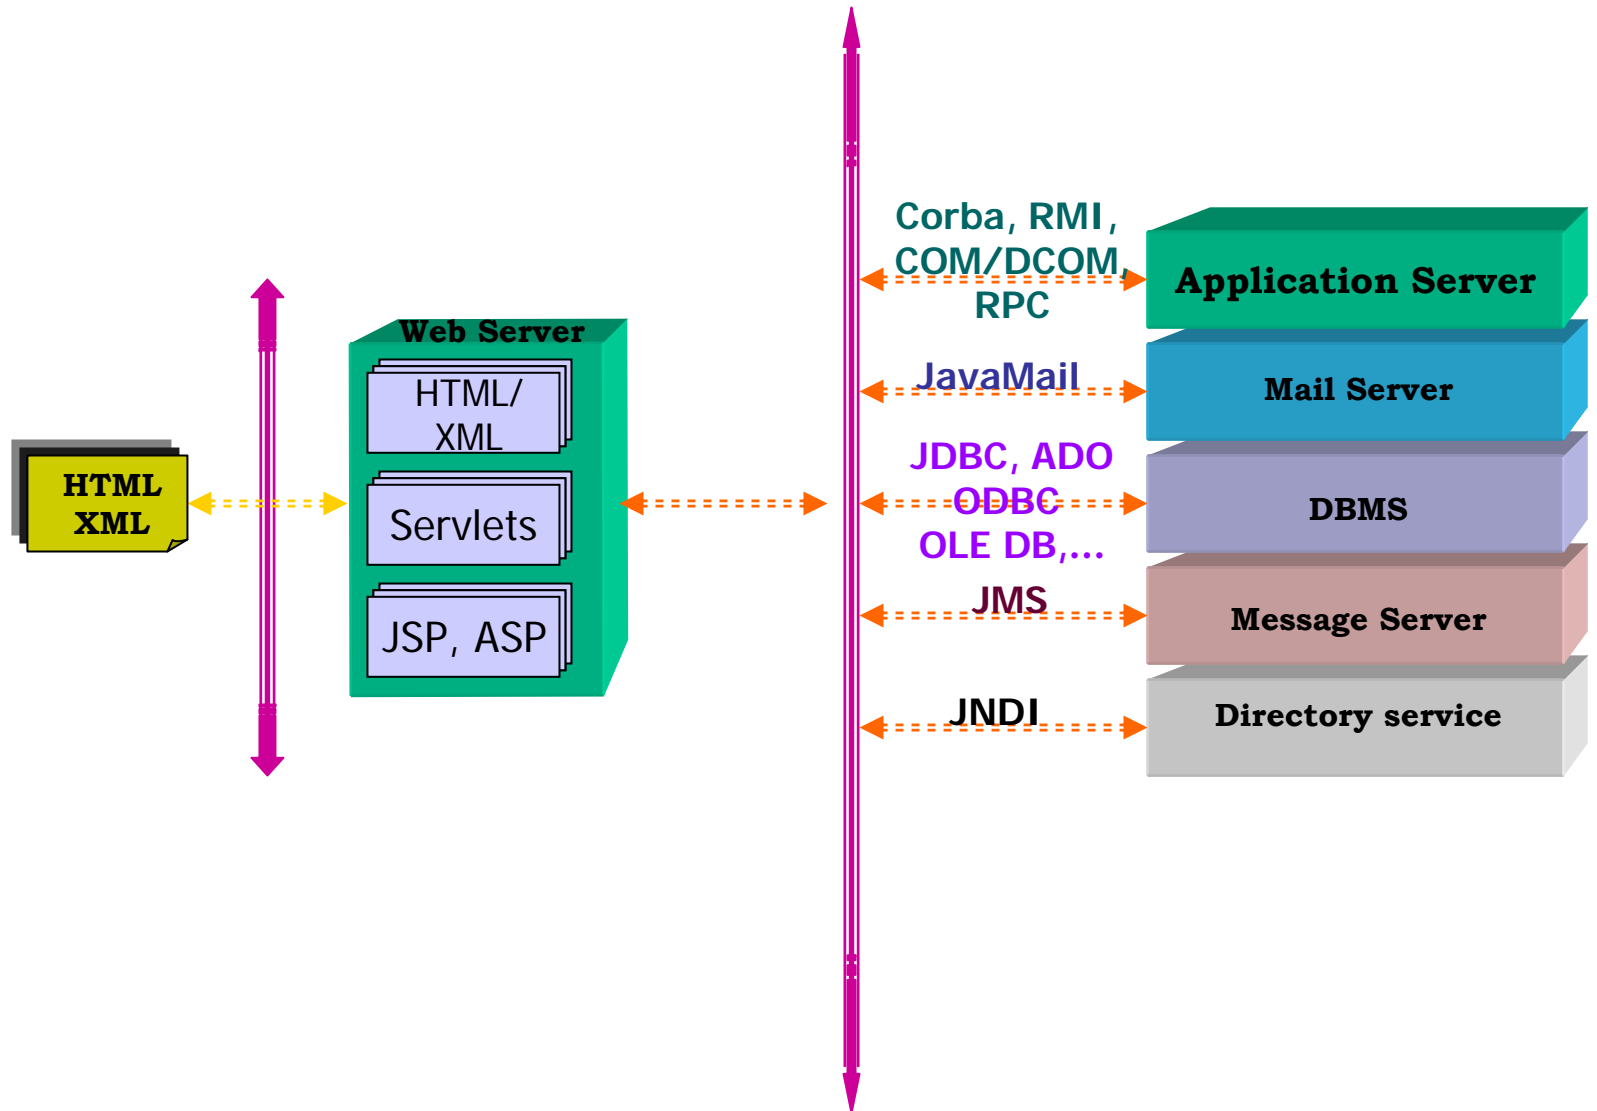 HTML
XML
Web Server
HTML/
XML
Servlets
JSP, ASP
Corba, RMI,
COM/DCOM,
RPC
JavaMail
JDBC, ADO
ODBC
OLE DB,...
JMS
JNDI
Application Server
Mail Server
DBMS
Message Server
Directory service